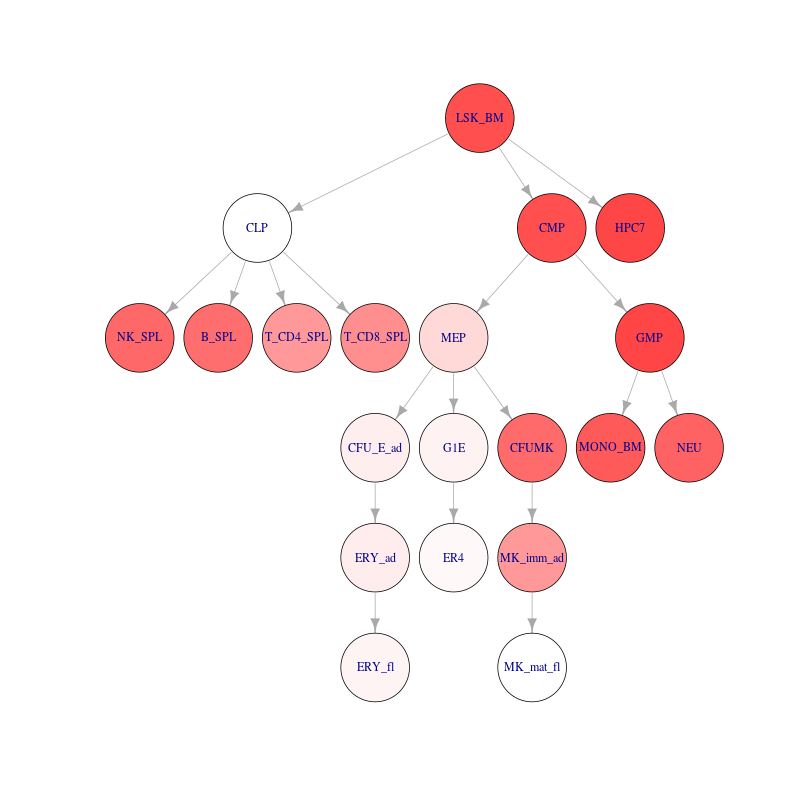 LSK_BM
CLP
CMP
HPC7
NK_SPL
B_SPL
T_CD4_SPL
T_CD8_SPL
MEP
GMP
CFU_E_ad
G1E
CFUMK
MONO_BM
NEU
ERY_ad
ER4
MK_imm_ad
ERY_fl
MK_mat_fl